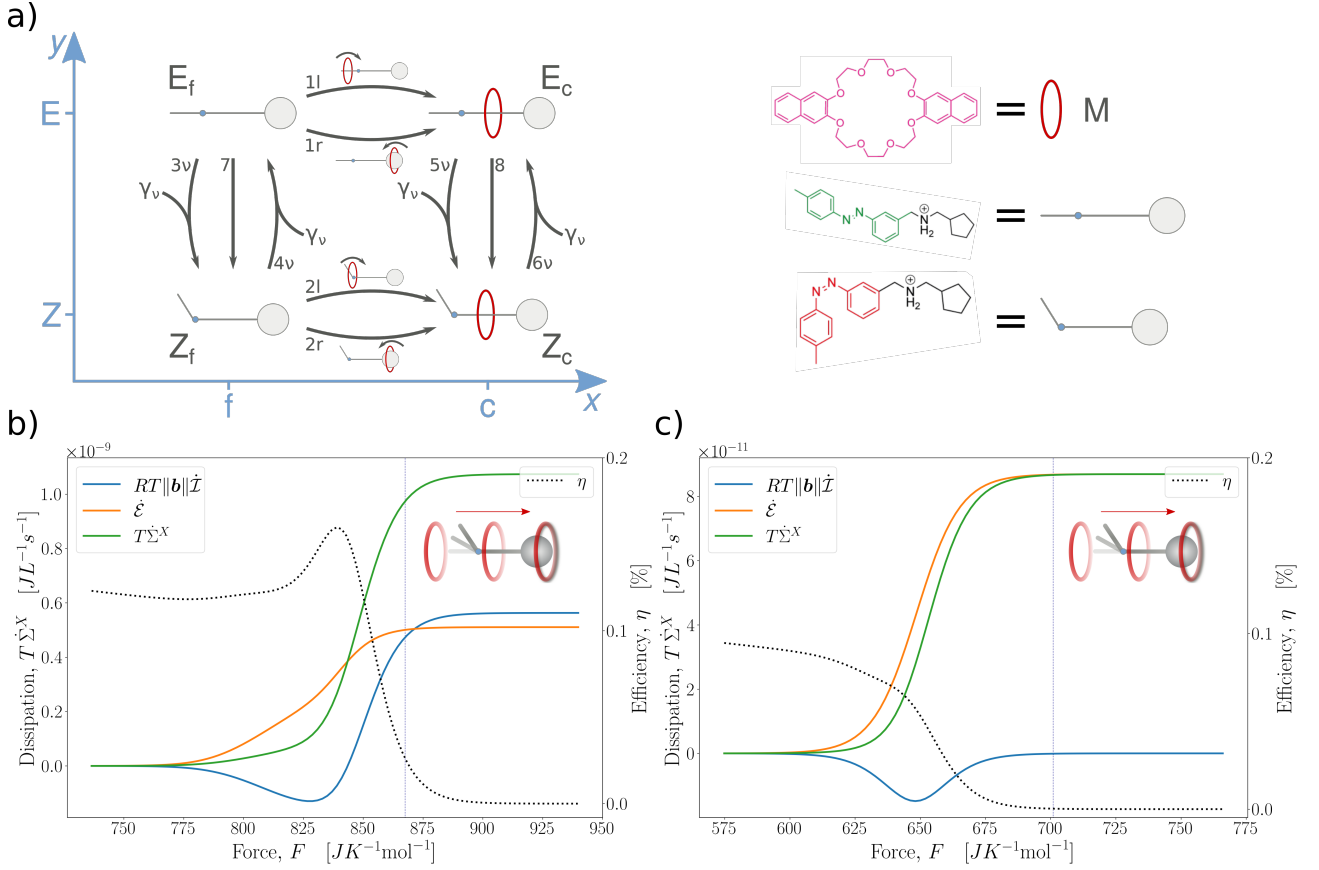 a)
y
E_f
1l
E_c
E
1r
M
3ν
7
5ν
8
γ_ν
γ_ν
γ_ν
γ_ν
4ν
6ν
2l
Z
Z_f
2r
Z_c
f
c
x
O O O O O O O O
N N N⊕ H2
N N N⊕ H2
= = =
b)
×10⁻⁹
RT‖b‖İ
Ė
TΣ̇^X
η
Dissipation, TΣ̇^X [JL⁻¹s⁻¹]
1.0
0.8
0.6
0.4
0.2
0.0
0.2
0.1
0.0
Efficiency, η [%]
750 775 800 825 850 875 900 925 950
Force, F [JK⁻¹mol⁻¹]
c)
×10⁻¹¹
RT‖b‖İ
Ė
TΣ̇^X
η
Dissipation, TΣ̇^X [JL⁻¹s⁻¹]
8
6
4
2
0
0.2
0.1
0.0
Efficiency, η [%]
575 600 625 650 675 700 725 750 775
Force, F [JK⁻¹mol⁻¹]